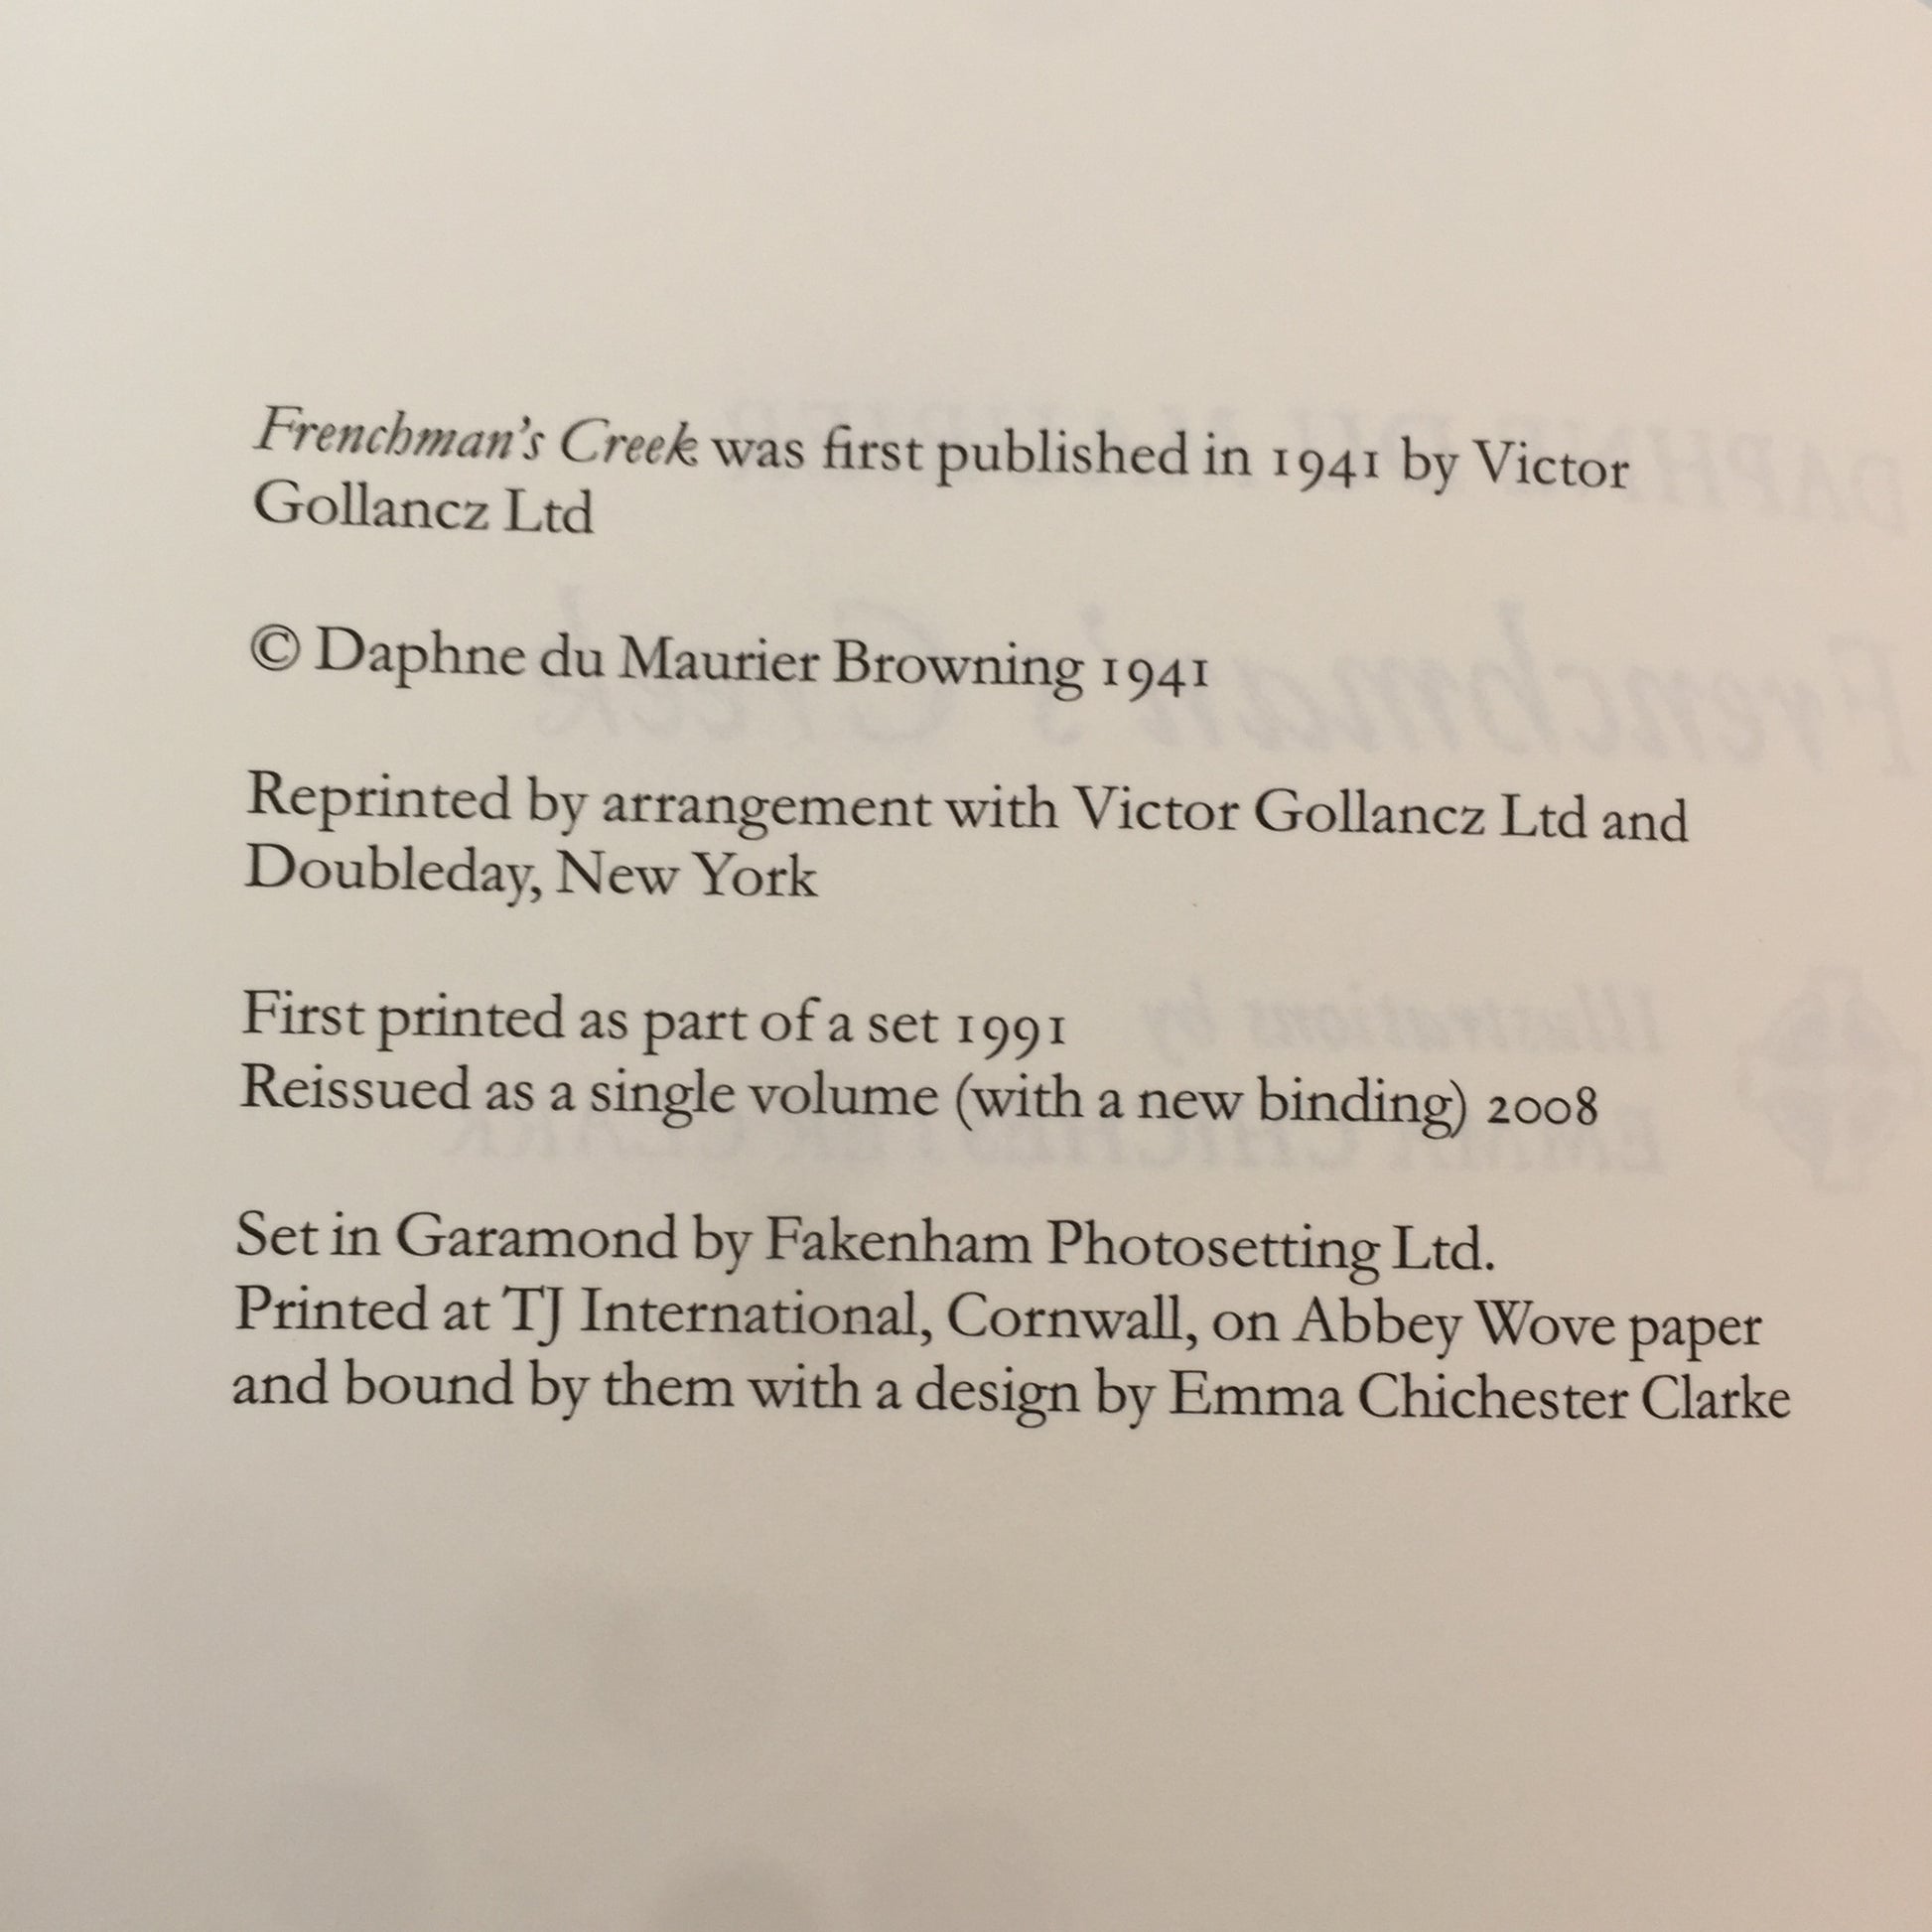 Frenchman's Creek was first published in 1941 by Victor
Gollancz Ltd
© Daphne du Maurier Browning 1941
Reprinted by arrangement with Victor Gollancz Ltd and
Doubleday, New York
First printed as part of a set 1991
Reissued as a single volume (with a new binding) 2008
Set in Garamond by Fakenham Photosetting Ltd.
Printed at TJ International, Cornwall, on Abbey Wove paper
and bound by them with a design by Emma Chichester Clarke